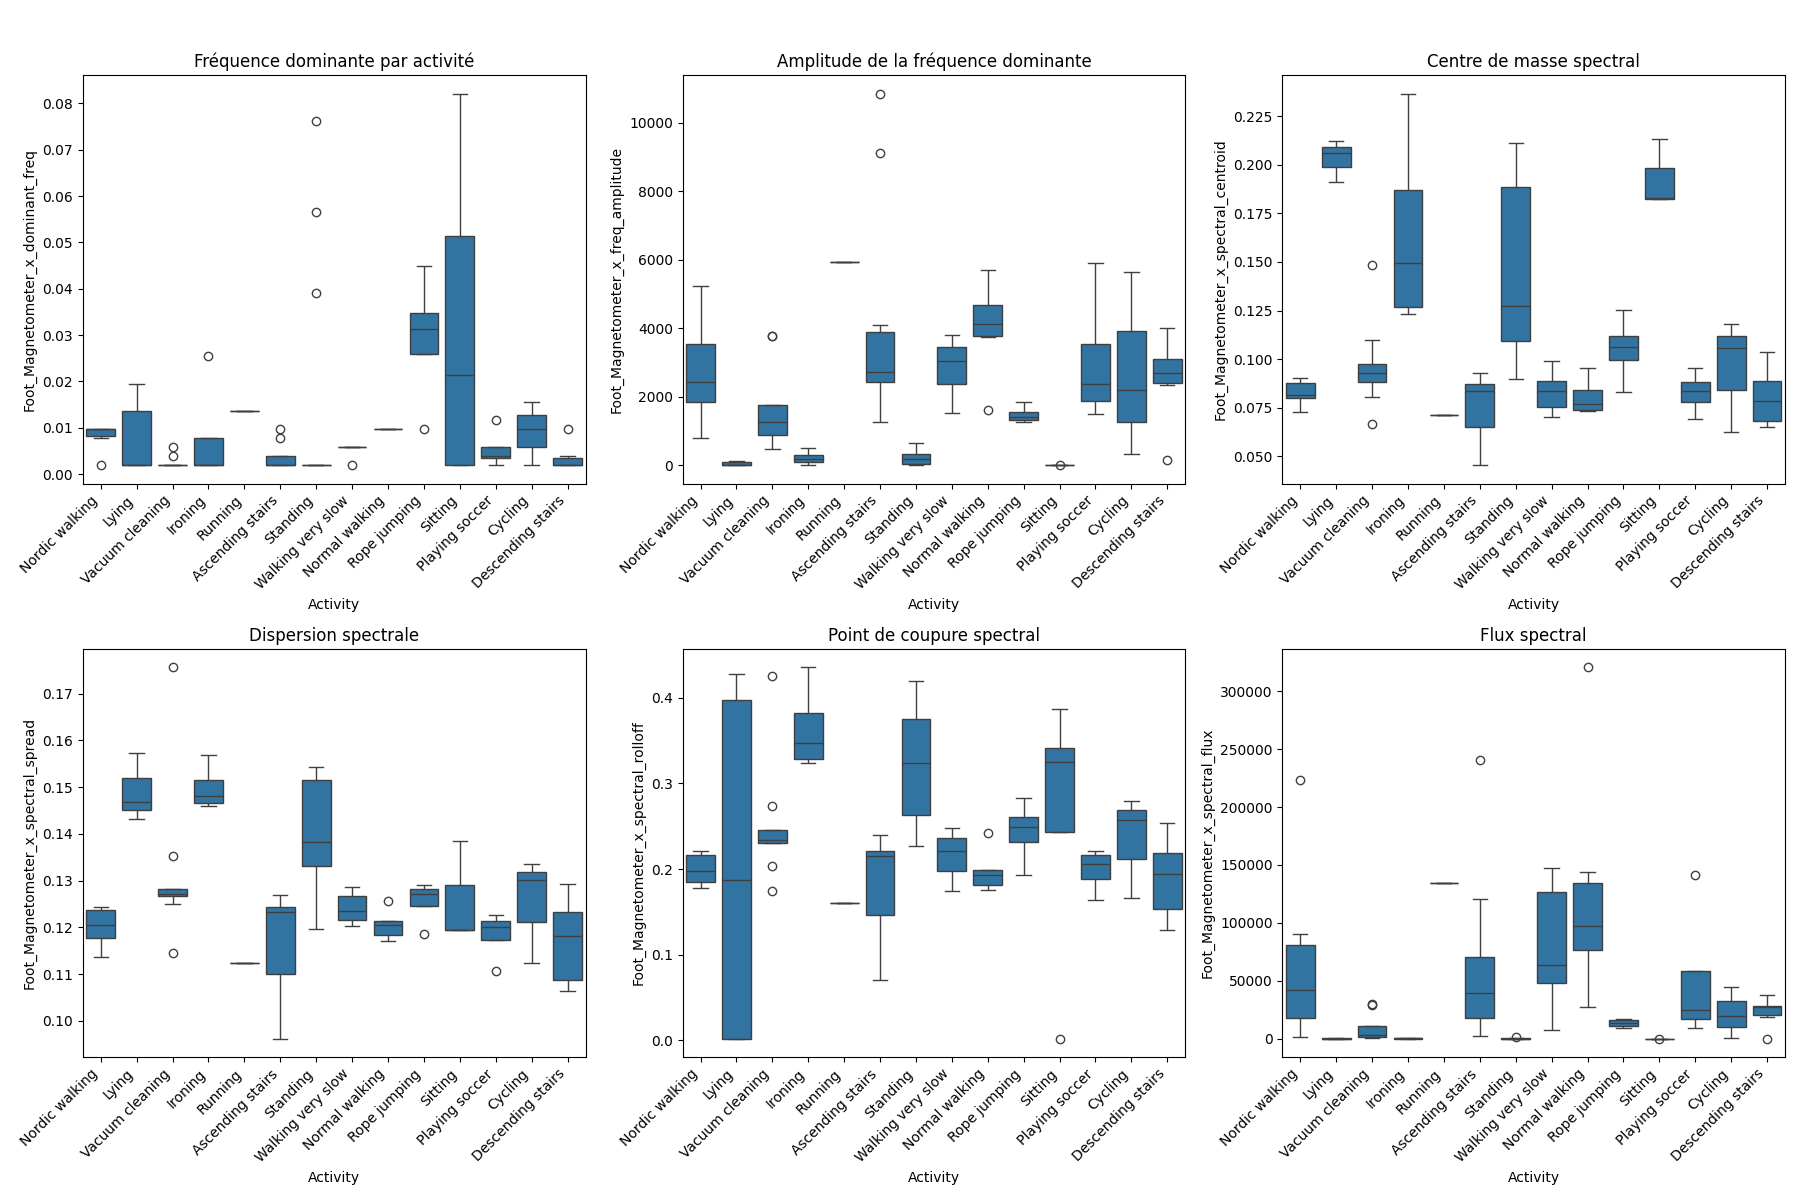 Fréquence dominante par activité
Foot_Magnetometer_x_dominant_freq
0.08
0.07
0.06
0.05
0.04
0.03
0.02
0.01
0.00
Nordic walking
Lying
Vacuum cleaning
Ironing
Running
Ascending stairs
Standing
Walking very slow
Normal walking
Rope jumping
Sitting
Playing soccer
Cycling
Descending stairs
Activity
Amplitude de la fréquence dominante
Foot_Magnetometer_x_freq_amplitude
10000
8000
6000
4000
2000
0
Nordic walking
Lying
Vacuum cleaning
Ironing
Running
Ascending stairs
Standing
Walking very slow
Normal walking
Rope jumping
Sitting
Playing soccer
Cycling
Descending stairs
Activity
Centre de masse spectral
Foot_Magnetometer_x_spectral_centroid
0.225
0.200
0.175
0.150
0.125
0.100
0.075
0.050
Nordic walking
Lying
Vacuum cleaning
Ironing
Running
Ascending stairs
Standing
Walking very slow
Normal walking
Rope jumping
Sitting
Playing soccer
Cycling
Descending stairs
Activity
Dispersion spectrale
Foot_Magnetometer_x_spectral_spread
0.17
0.16
0.15
0.14
0.13
0.12
0.11
0.10
Nordic walking
Lying
Vacuum cleaning
Ironing
Running
Ascending stairs
Standing
Walking very slow
Normal walking
Rope jumping
Sitting
Playing soccer
Cycling
Descending stairs
Activity
Point de coupure spectral
Foot_Magnetometer_x_spectral_rolloff
0.4
0.3
0.2
0.1
0.0
Nordic walking
Lying
Vacuum cleaning
Ironing
Running
Ascending stairs
Standing
Walking very slow
Normal walking
Rope jumping
Sitting
Playing soccer
Cycling
Descending stairs
Activity
Flux spectral
Foot_Magnetometer_x_spectral_flux
300000
250000
200000
150000
100000
50000
0
Nordic walking
Lying
Vacuum cleaning
Ironing
Running
Ascending stairs
Standing
Walking very slow
Normal walking
Rope jumping
Sitting
Playing soccer
Cycling
Descending stairs
Activity